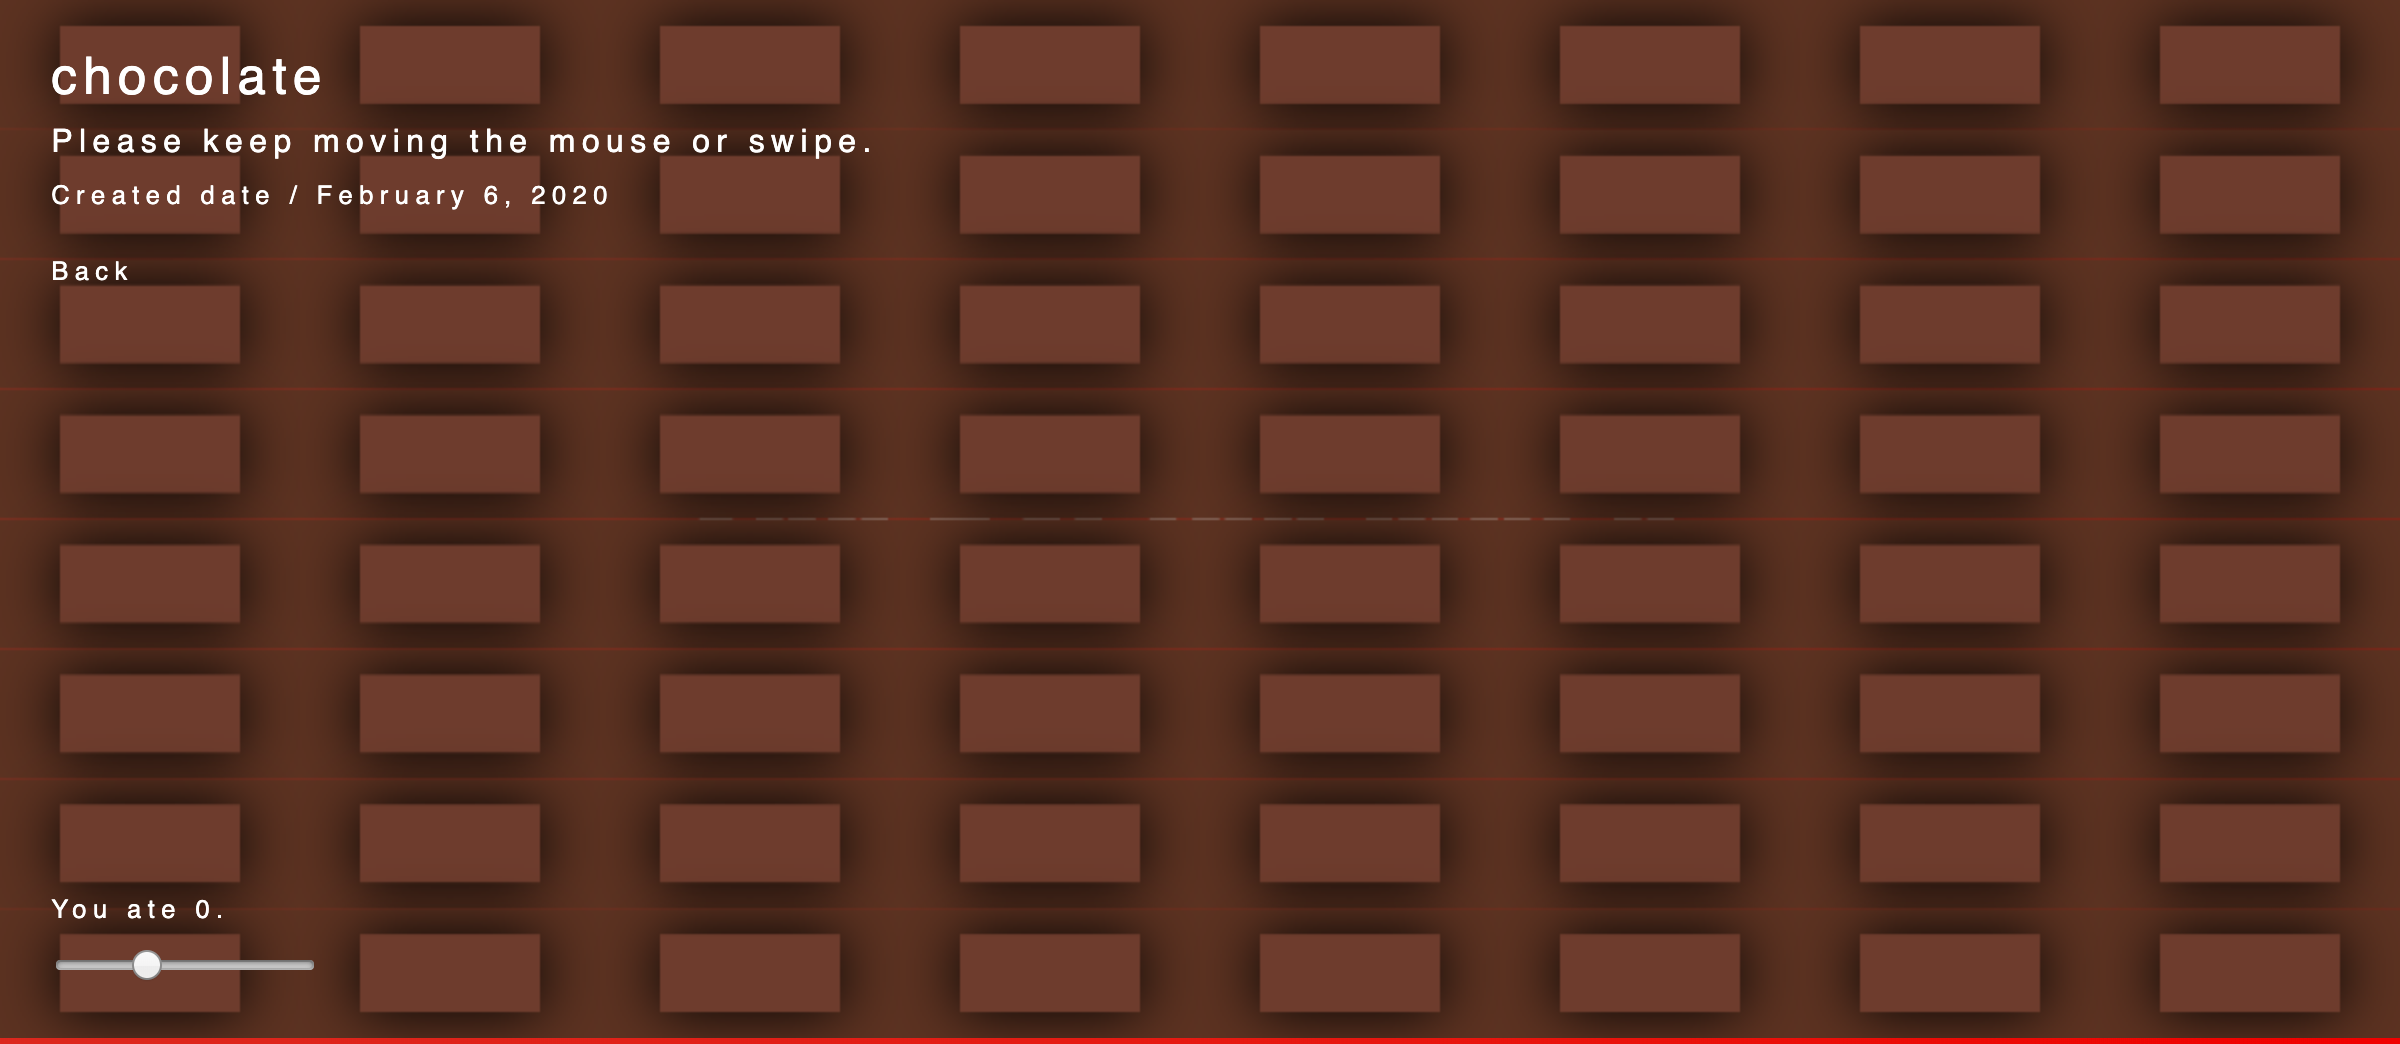 chocolate
Please keep moving the mouse or swipe.
Created date / February 6, 2020
Back
You ate 0.